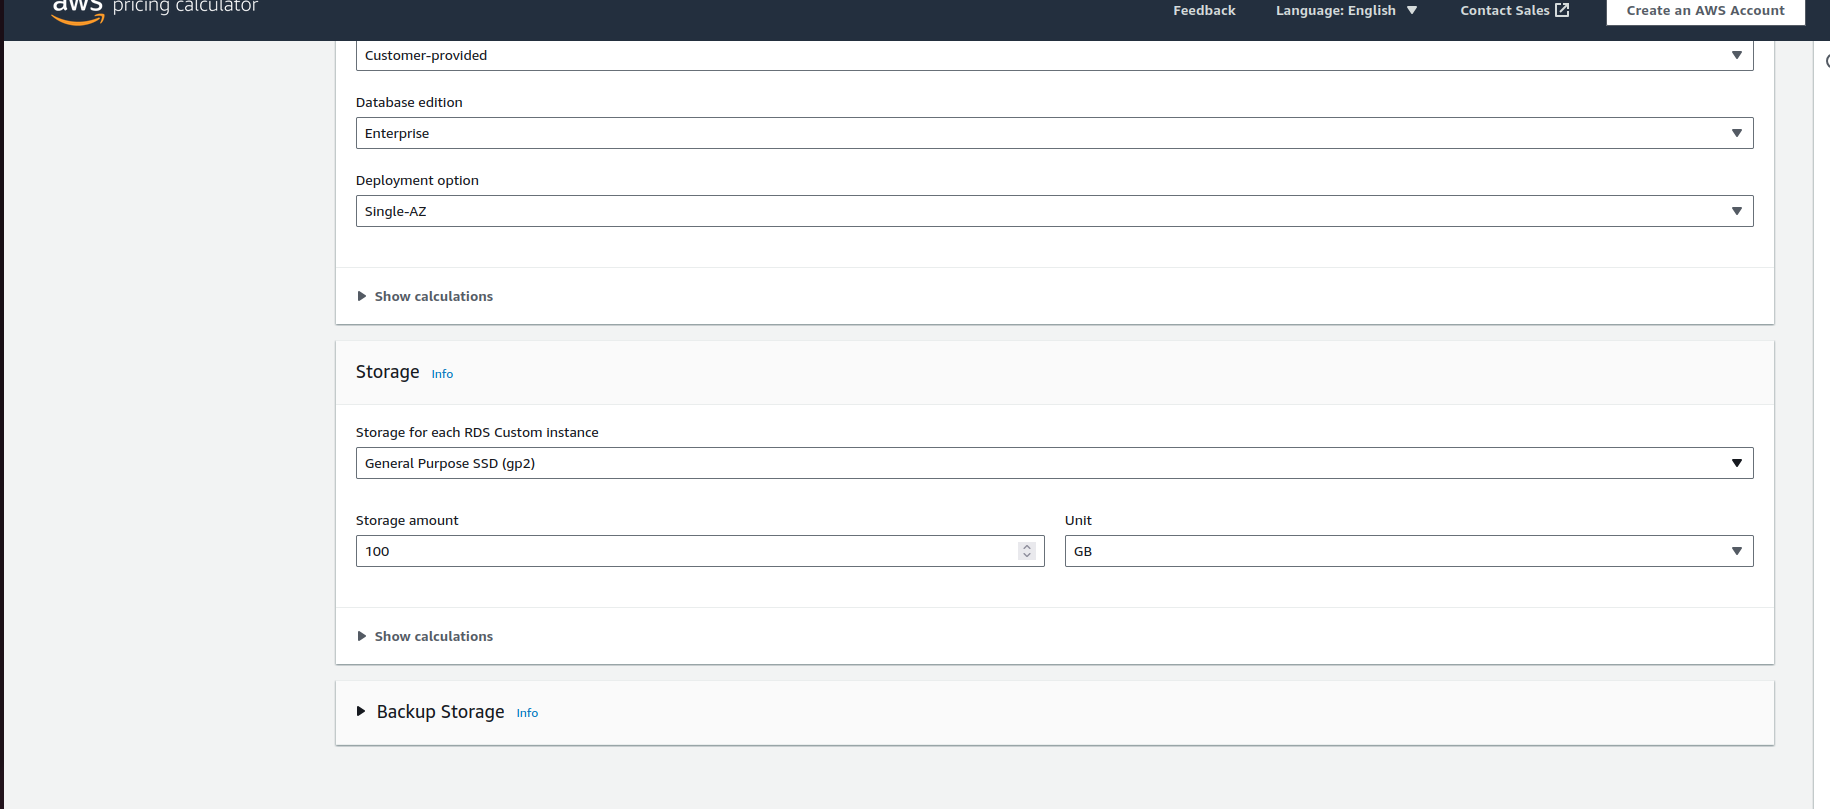 aws pricing calculator
Feedback Language: English Contact Sales Create an AWS Account
Customer-provided
Database edition
Enterprise
Deployment option
Single-AZ
Show calculations
Storage Info
Storage for each RDS Custom instance
General Purpose SSD (gp2)
Storage amount Unit
100 GB
Show calculations
Backup Storage Info